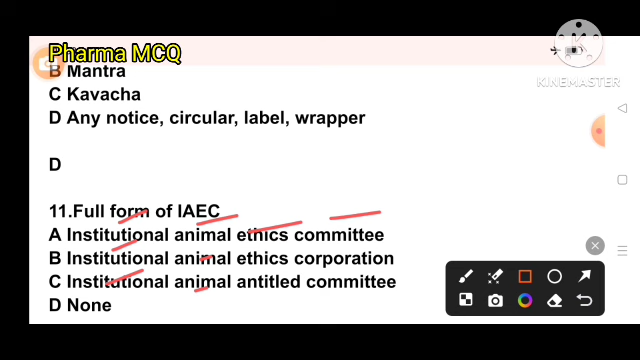 Pharma MCQ
B Mantra
KINEMASTER
C Kavacha
D Any notice, circular, label, wrapper
D
11.Full form of IAEC
A Institutional animal ethics committee
B Institutional animal ethics corporation
C Institutional animal antitled committee
D None